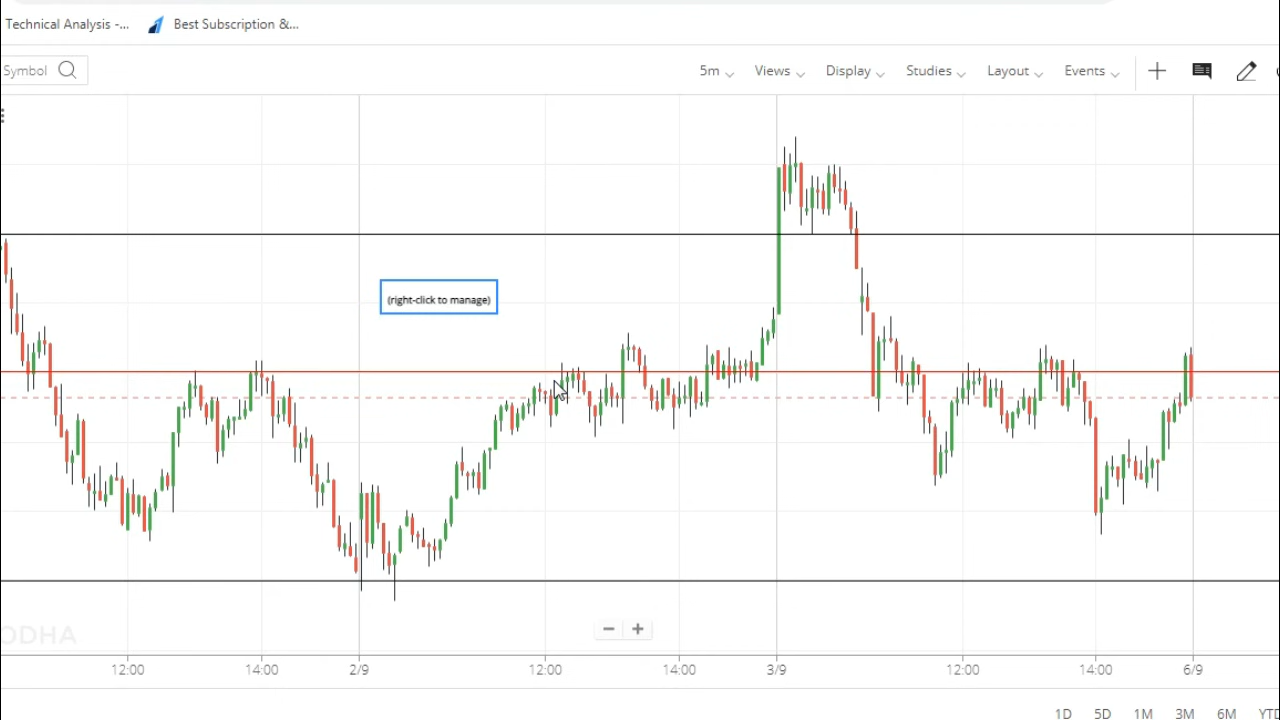 Technical Analysis -... Best Subscription &...
Symbol 5m Views Display Studies Layout Events
(right-click to manage)
ODHA
12:00 14:00 2/9 12:00 14:00 3/9 12:00 14:00 6/9
1D 5D 1M 3M 6M YTD